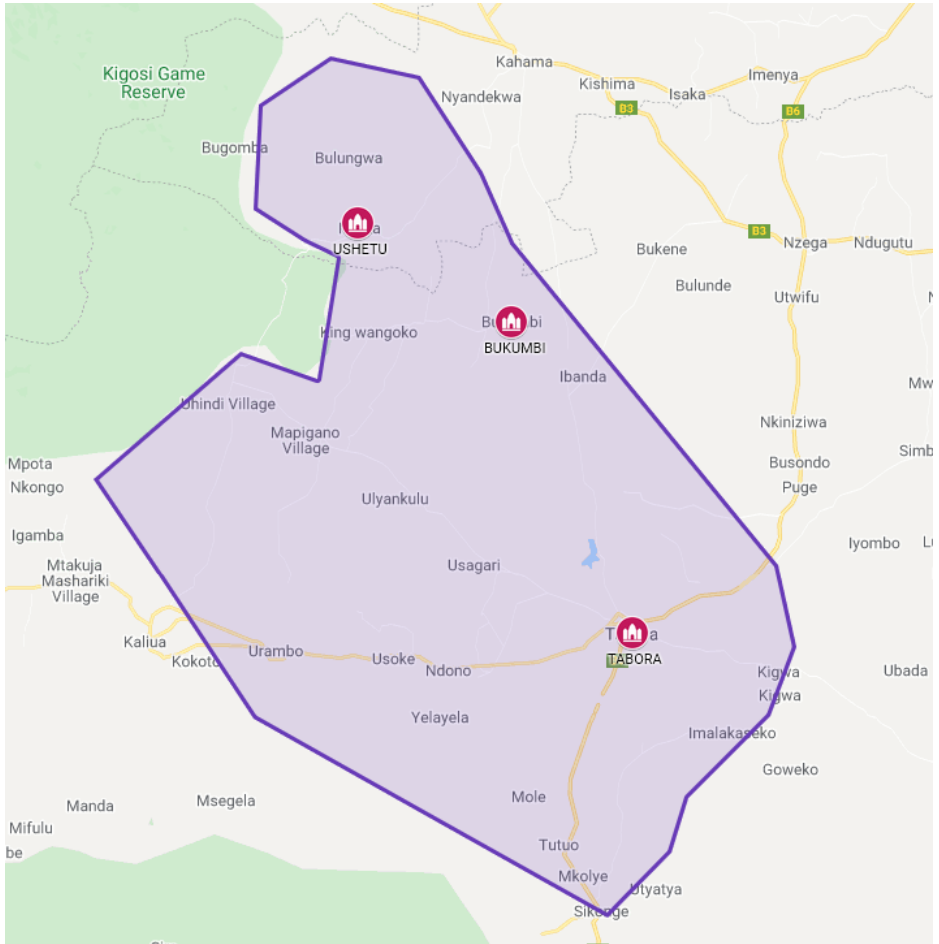 Kigosi Game
Reserve
Kahama
Kishima
Imenya
Isaka
Nyandekwa
B3
B6
Bugomba
Bulungwa
USHETU
B3
Bukene
Nzega
Ndugutu
Bulunde
Utwifu
King wangoko
BUKUMBI
Ibanda
Uhindi Village
Nkiniziwa
Mapigano
Village
Mpota
Busondo
Nkongo
Puge
Ulyankulu
Igamba
Iyombo
Mtakuja
Mashariki
Village
Usagari
Kaliua
Kokoto
Urambo
Usoke
Ndono
TABORA
Kigwa
Kigwa
Ubada
Yelayela
Imalakaseko
Goweko
Manda
Msegela
Mole
Mifulu
be
Tutuo
Mkolye
Utyatya
Sikonge